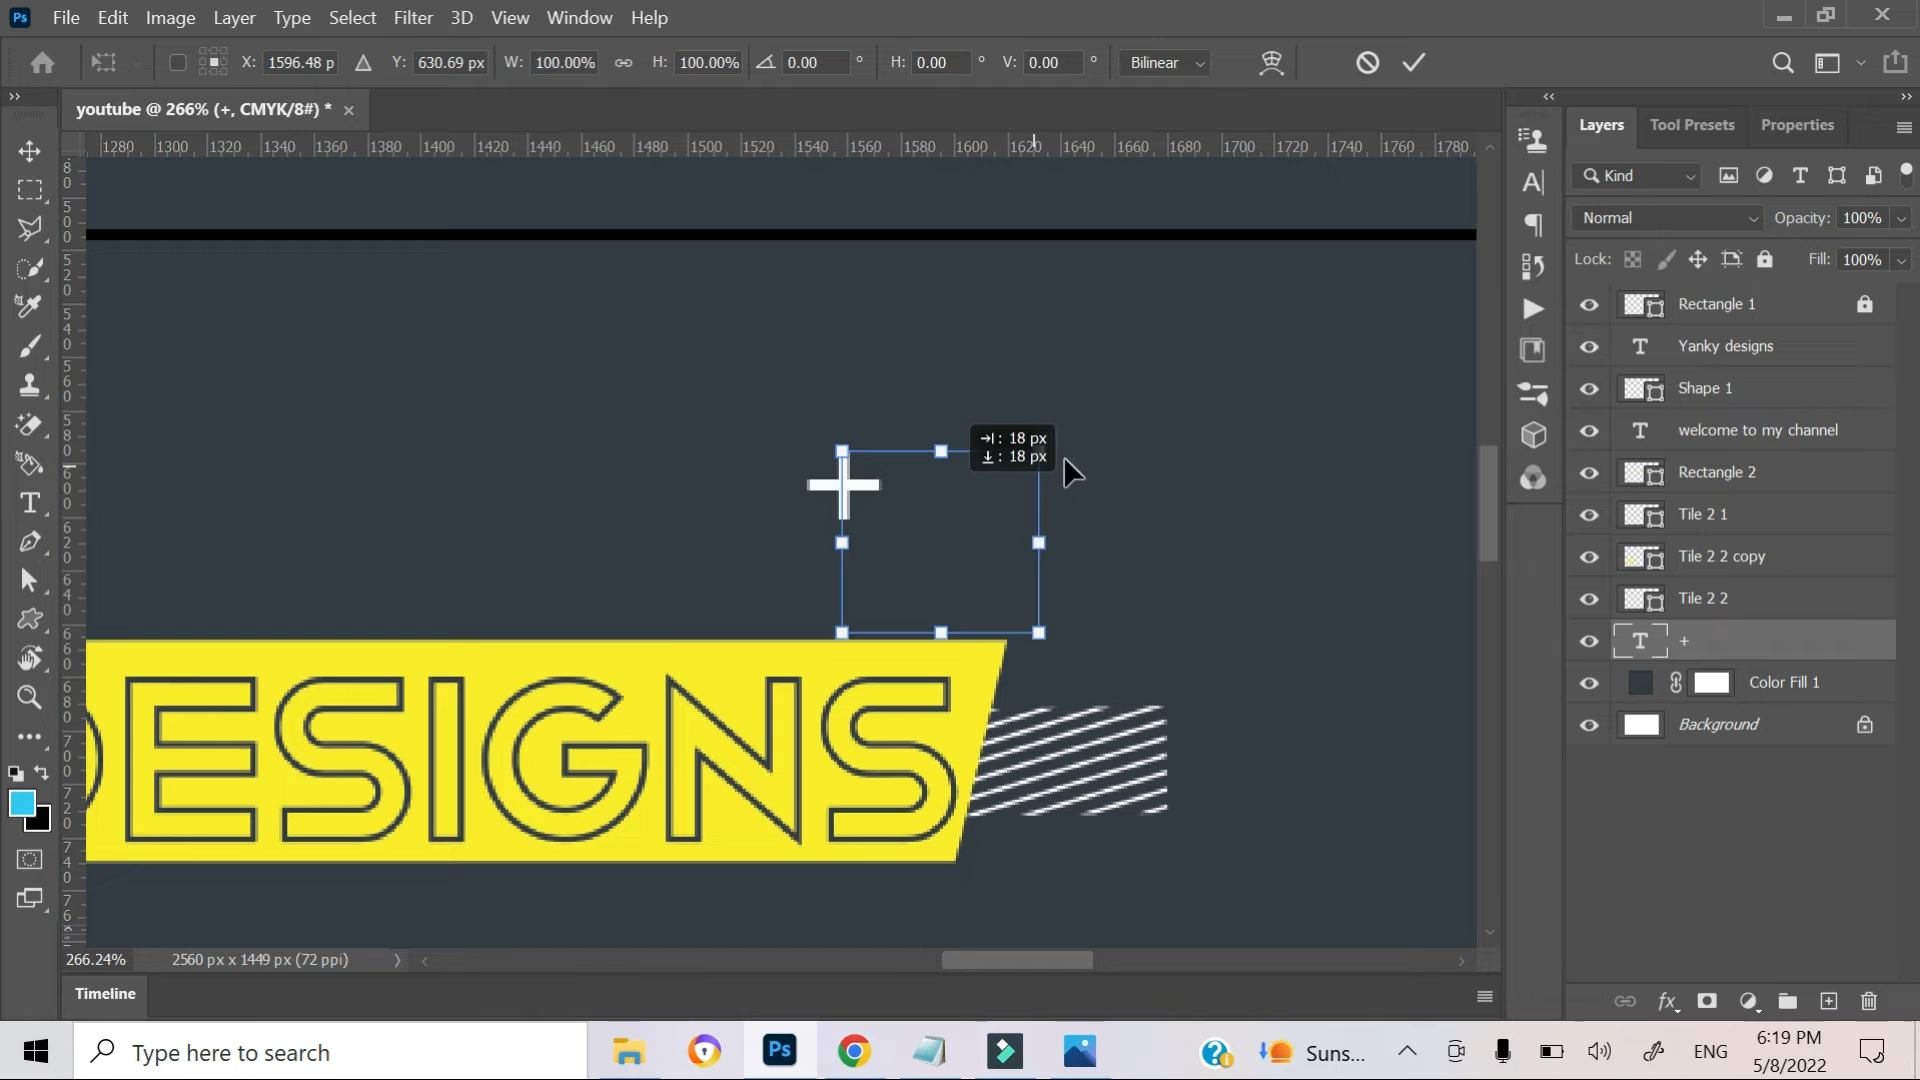 Ps File Edit Image Layer Type Select Filter 3D View Window Help
X: 1596.48 p Y: 630.69 px W: 100.00% H: 100.00% 0.00 ° H: 0.00 ° V: 0.00 ° Bilinear
youtube @ 266% (+, CMYK/8#) * ×
1280 1300 1320 1340 1360 1380 1400 1420 1440 1460 1480 1500 1520 1540 1560 1580 1600 1620 1640 1660 1680 1700 1720 1740 1760 1780
Layers Tool Presets Properties
Kind
Normal Opacity: 100%
Lock: Fill: 100%
Rectangle 1
T Yanky designs
Shape 1
T welcome to my channel
Rectangle 2
Tile 2 1
Tile 2 2 copy
Tile 2 2
T +
Color Fill 1
Background
: 18 px
: 18 px
+
DESIGNS
266.24% 2560 px x 1449 px (72 ppi)
Timeline
Type here to search
Ps
Suns...
ENG
6:19 PM
5/8/2022